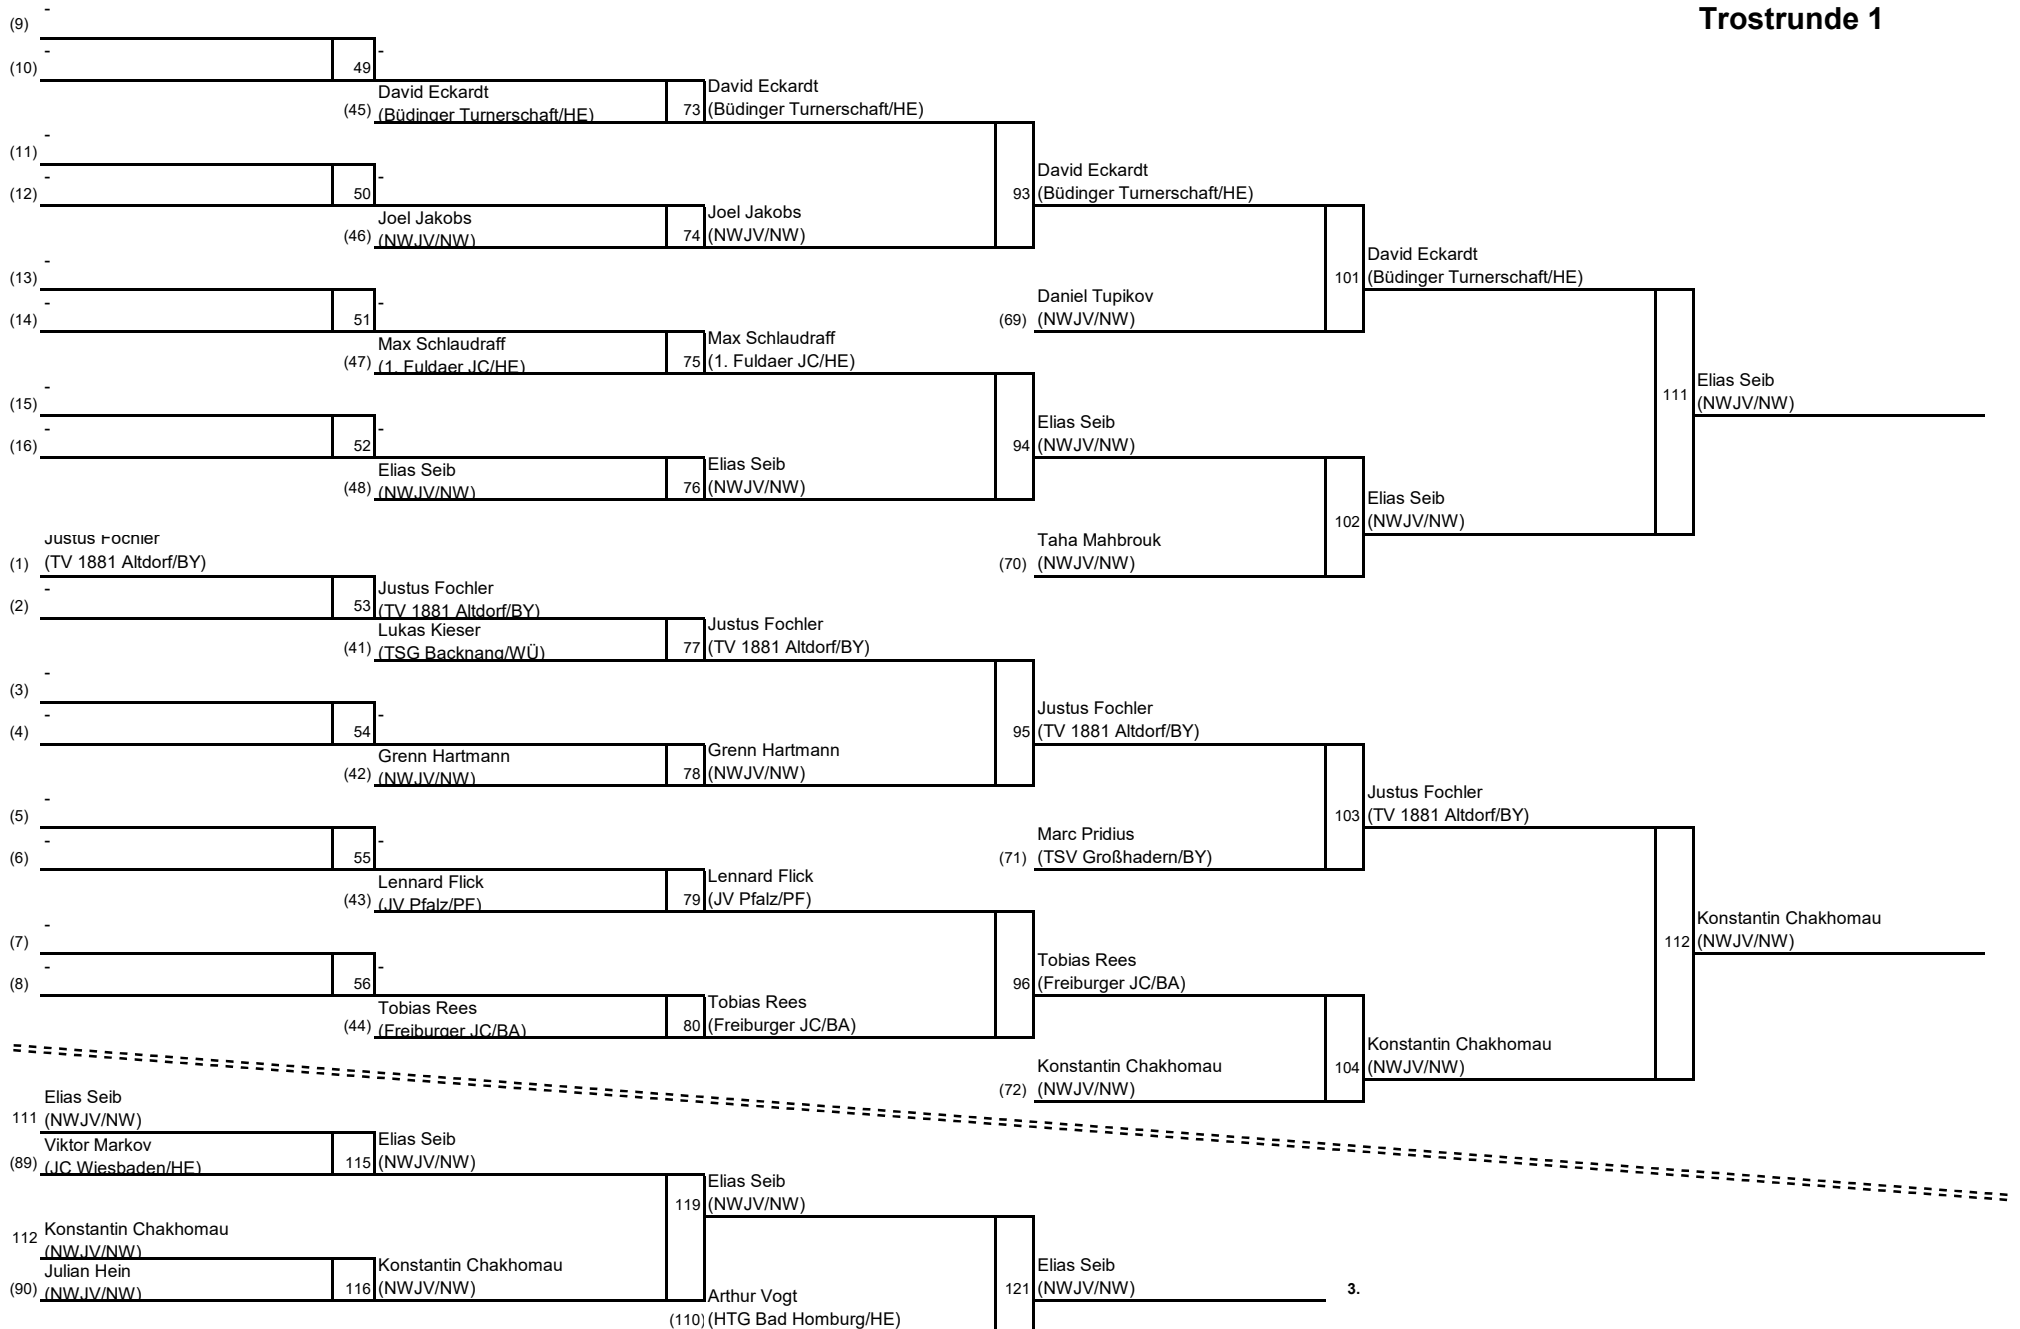 Trostrunde 1
(9) -
(10) -
49 -
(45) David Eckardt
(Büdinger Turnerschaft/HE)
73 David Eckardt
(Büdinger Turnerschaft/HE)
(11) -
(12) -
50 -
(46) Joel Jakobs
(NWJV/NW)
74 Joel Jakobs
(NWJV/NW)
93 David Eckardt
(Büdinger Turnerschaft/HE)
(13) -
(14) -
51 -
(47) Max Schlaudraff
(1. Fuldaer JC/HE)
75 Max Schlaudraff
(1. Fuldaer JC/HE)
(69) Daniel Tupikov
(NWJV/NW)
101 David Eckardt
(Büdinger Turnerschaft/HE)
(15) -
(16) -
52 -
(48) Elias Seib
(NWJV/NW)
76 Elias Seib
(NWJV/NW)
94 Elias Seib
(NWJV/NW)
(70) Taha Mahbrouk
(NWJV/NW)
102 Elias Seib
(NWJV/NW)
111 Elias Seib
(NWJV/NW)
(1) Justus Fochler
(TV 1881 Altdorf/BY)
(2) -
53 Justus Fochler
(TV 1881 Altdorf/BY)
(41) Lukas Kieser
(TSG Backnang/WÜ)
77 Justus Fochler
(TV 1881 Altdorf/BY)
(3) -
(4) -
54 -
(42) Grenn Hartmann
(NWJV/NW)
78 Grenn Hartmann
(NWJV/NW)
95 Justus Fochler
(TV 1881 Altdorf/BY)
(5) -
(6) -
55 -
(43) Lennard Flick
(JV Pfalz/PF)
79 Lennard Flick
(JV Pfalz/PF)
(71) Marc Pridius
(TSV Großhadern/BY)
103 Justus Fochler
(TV 1881 Altdorf/BY)
(7) -
(8) -
56 -
(44) Tobias Rees
(Freiburger JC/BA)
80 Tobias Rees
(Freiburger JC/BA)
96 Tobias Rees
(Freiburger JC/BA)
(72) Konstantin Chakhomau
(NWJV/NW)
104 Konstantin Chakhomau
(NWJV/NW)
112 Konstantin Chakhomau
(NWJV/NW)
111 Elias Seib
(NWJV/NW)
(89) Viktor Markov
(JC Wiesbaden/HE)
115 Elias Seib
(NWJV/NW)
112 Konstantin Chakhomau
(NWJV/NW)
(90) Julian Hein
(NWJV/NW)
116 Konstantin Chakhomau
(NWJV/NW)
119 Elias Seib
(NWJV/NW)
(110) Arthur Vogt
(HTG Bad Homburg/HE)
121 Elias Seib
(NWJV/NW)
3.